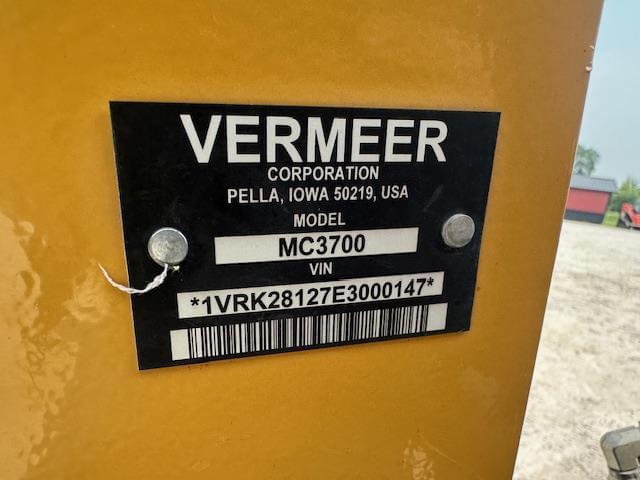 VERMEER
CORPORATION
PELLA, IOWA 50219, USA
MODEL
MC3700
VIN
*1VRK28127E3000147*